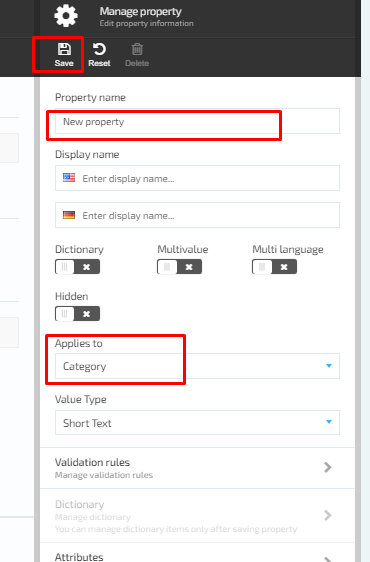 Manage property
Edit property information
Save Reset Delete
Property name
New property
Display name
Enter display name...
Enter display name...
Dictionary Multivalue Multi language
Hidden
Applies to
Category
Value Type
Short Text
Validation rules
Manage validation rules
Dictionary
Manage dictionary
You can manage dictionary items only after saving property
Attributes